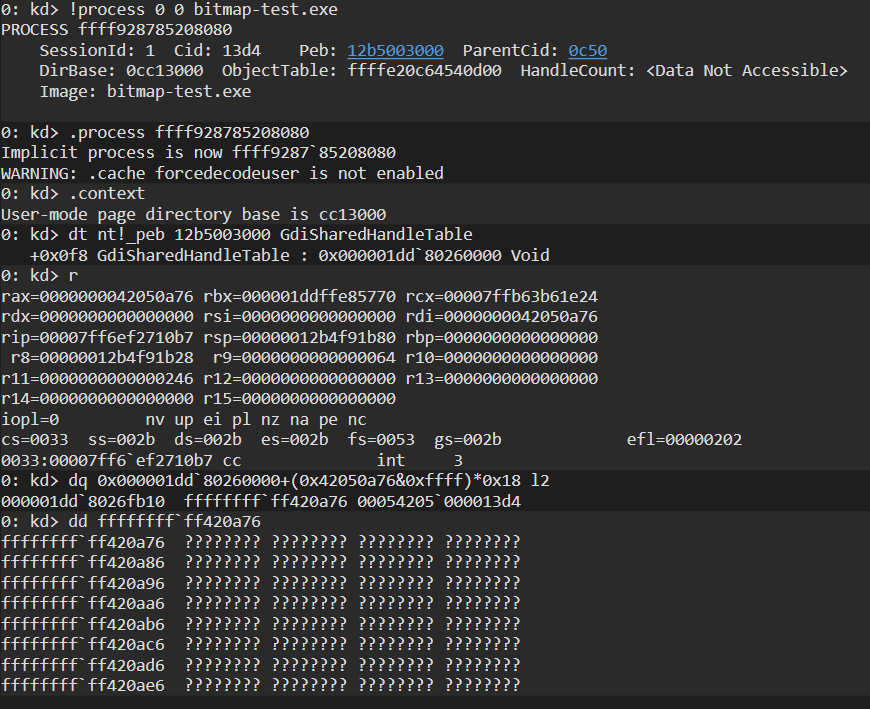 0: kd> !process 0 0 bitmap-test.exe
PROCESS ffff928785208080
SessionId: 1 Cid: 13d4 Peb: 12b5003000 ParentCid: 0c50
DirBase: 0cc13000 ObjectTable: ffffe20c64540d00 HandleCount: <Data Not Accessible>
Image: bitmap-test.exe
0: kd> .process ffff928785208080
Implicit process is now ffff9287`85208080
WARNING: .cache forcedecodeuser is not enabled
0: kd> .context
User-mode page directory base is cc13000
0: kd> dt nt!_peb 12b5003000 GdiSharedHandleTable
+0x0f8 GdiSharedHandleTable : 0x000001dd`80260000 Void
0: kd> r
rax=0000000042050a76 rbx=000001ddffe85770 rcx=00007ffb63b61e24
rdx=0000000000000000 rsi=0000000000000000 rdi=0000000042050a76
rip=00007ff6ef2710b7 rsp=00000012b4f91b80 rbp=0000000000000000
r8=00000012b4f91b28 r9=0000000000000064 r10=0000000000000000
r11=0000000000000246 r12=0000000000000000 r13=0000000000000000
r14=0000000000000000 r15=0000000000000000
iopl=0 nv up ei pl nz na pe nc
cs=0033 ss=002b ds=002b es=002b fs=0053 gs=002b efl=00000202
0033:00007ff6`ef2710b7 cc int 3
0: kd> dq 0x000001dd`80260000+(0x42050a76&0xffff)*0x18 l2
000001dd`8026fb10 ffffffff`ff420a76 00054205`000013d4
0: kd> dd ffffffff`ff420a76
ffffffff`ff420a76 ???????? ???????? ???????? ????????
ffffffff`ff420a86 ???????? ???????? ???????? ????????
ffffffff`ff420a96 ???????? ???????? ???????? ????????
ffffffff`ff420aa6 ???????? ???????? ???????? ????????
ffffffff`ff420ab6 ???????? ???????? ???????? ????????
ffffffff`ff420ac6 ???????? ???????? ???????? ????????
ffffffff`ff420ad6 ???????? ???????? ???????? ????????
ffffffff`ff420ae6 ???????? ???????? ???????? ????????